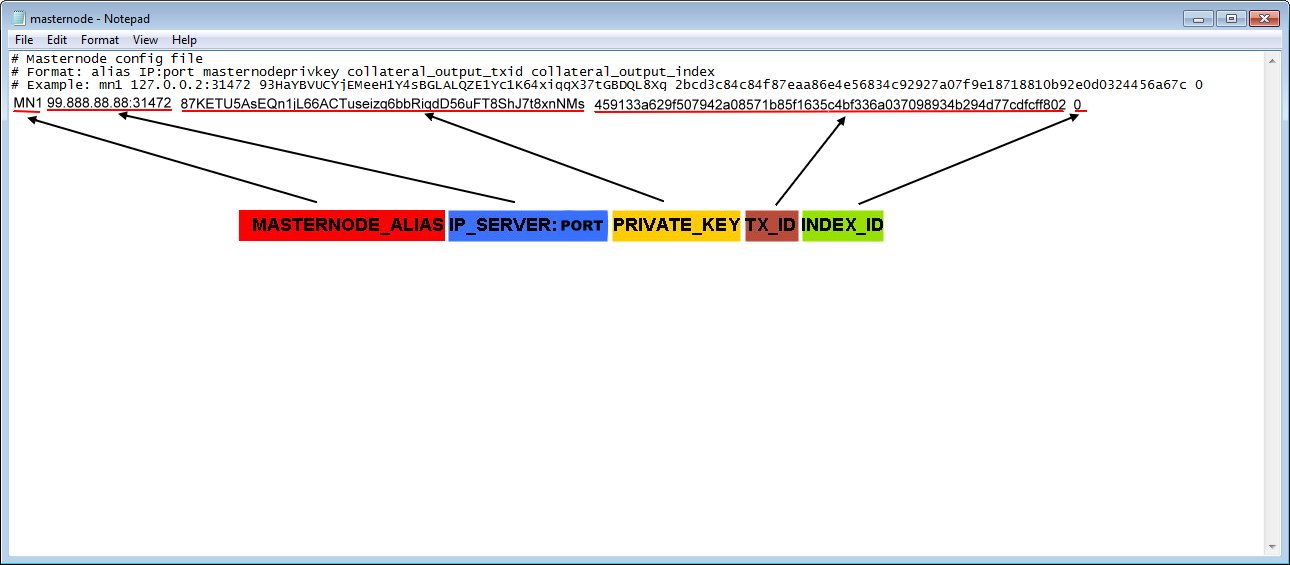 masternode - Notepad
File Edit Format View Help
# Masternode config file
# Format: alias IP:port masternodeprivkey collateral_output_txid collateral_output_index
# Example: mn1 127.0.0.2:31472 93HaYBVUCYjEMeeH1Y4sBGLALQZE1Yc1K64xiqgX37tGBDQL8Xg 2bcd3c84c84f87eaa86e4e56834c92927a07f9e18718810b92e0d0324456a67c 0
MN1 99.888.88.88:31472 87KETU5AsEQn1jL66ACTuseizg6bbRiqdD56uFT8ShJ7t8xnNMs 459133a629f507942a08571b85f1635c4bf336a037098934b294d77cdfcff802 0
MASTERNODE_ALIAS IP_SERVER: PORT PRIVATE_KEY TX_ID INDEX_ID